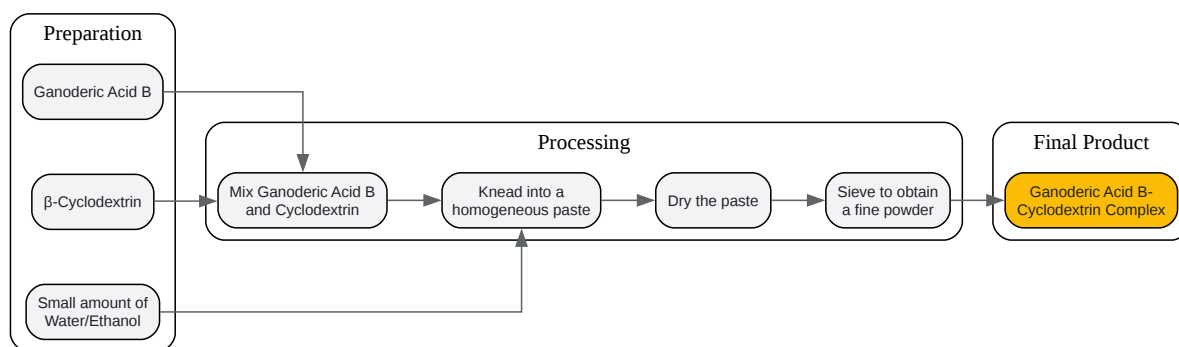 Preparation
Ganoderic Acid B
β-Cyclodextrin
Small amount of
Water/Ethanol
Processing
Mix Ganoderic Acid B
and Cyclodextrin
Knead into a
homogeneous paste
Dry the paste
Sieve to obtain
a fine powder
Final Product
Ganoderic Acid B-
Cyclodextrin Complex